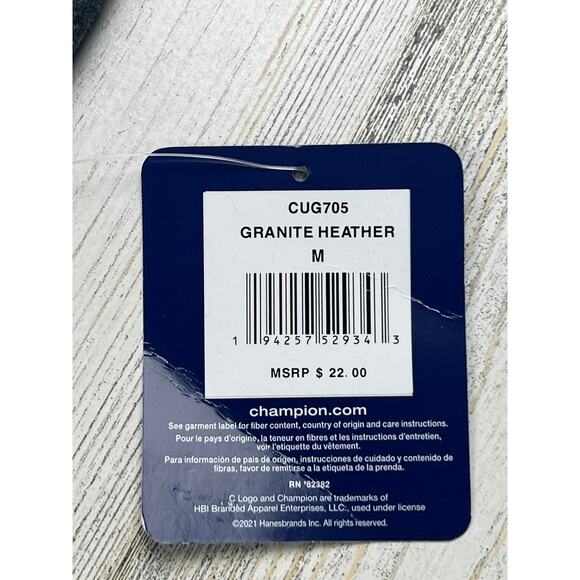 CUG705
GRANITE HEATHER
M
1 94257 52934 3
MSRP $ 22.00
champion.com
See garment label for fiber content, country of origin and care instructions.
Pour le pays d'origine, la teneur en fibres et les instructions d'entretien,
voir l'etiquette du vêtement.
Para información de pais de origen, instrucciones de cuidado y contenido de
fibras, favor de remitirse a la etiqueta de la prenda.
RN 82382
C Logo and Champion are trademarks of
HBI Branded Apparel Enterprises, LLC., used under license
©2021 Hanesbrands Inc. All rights reserved.